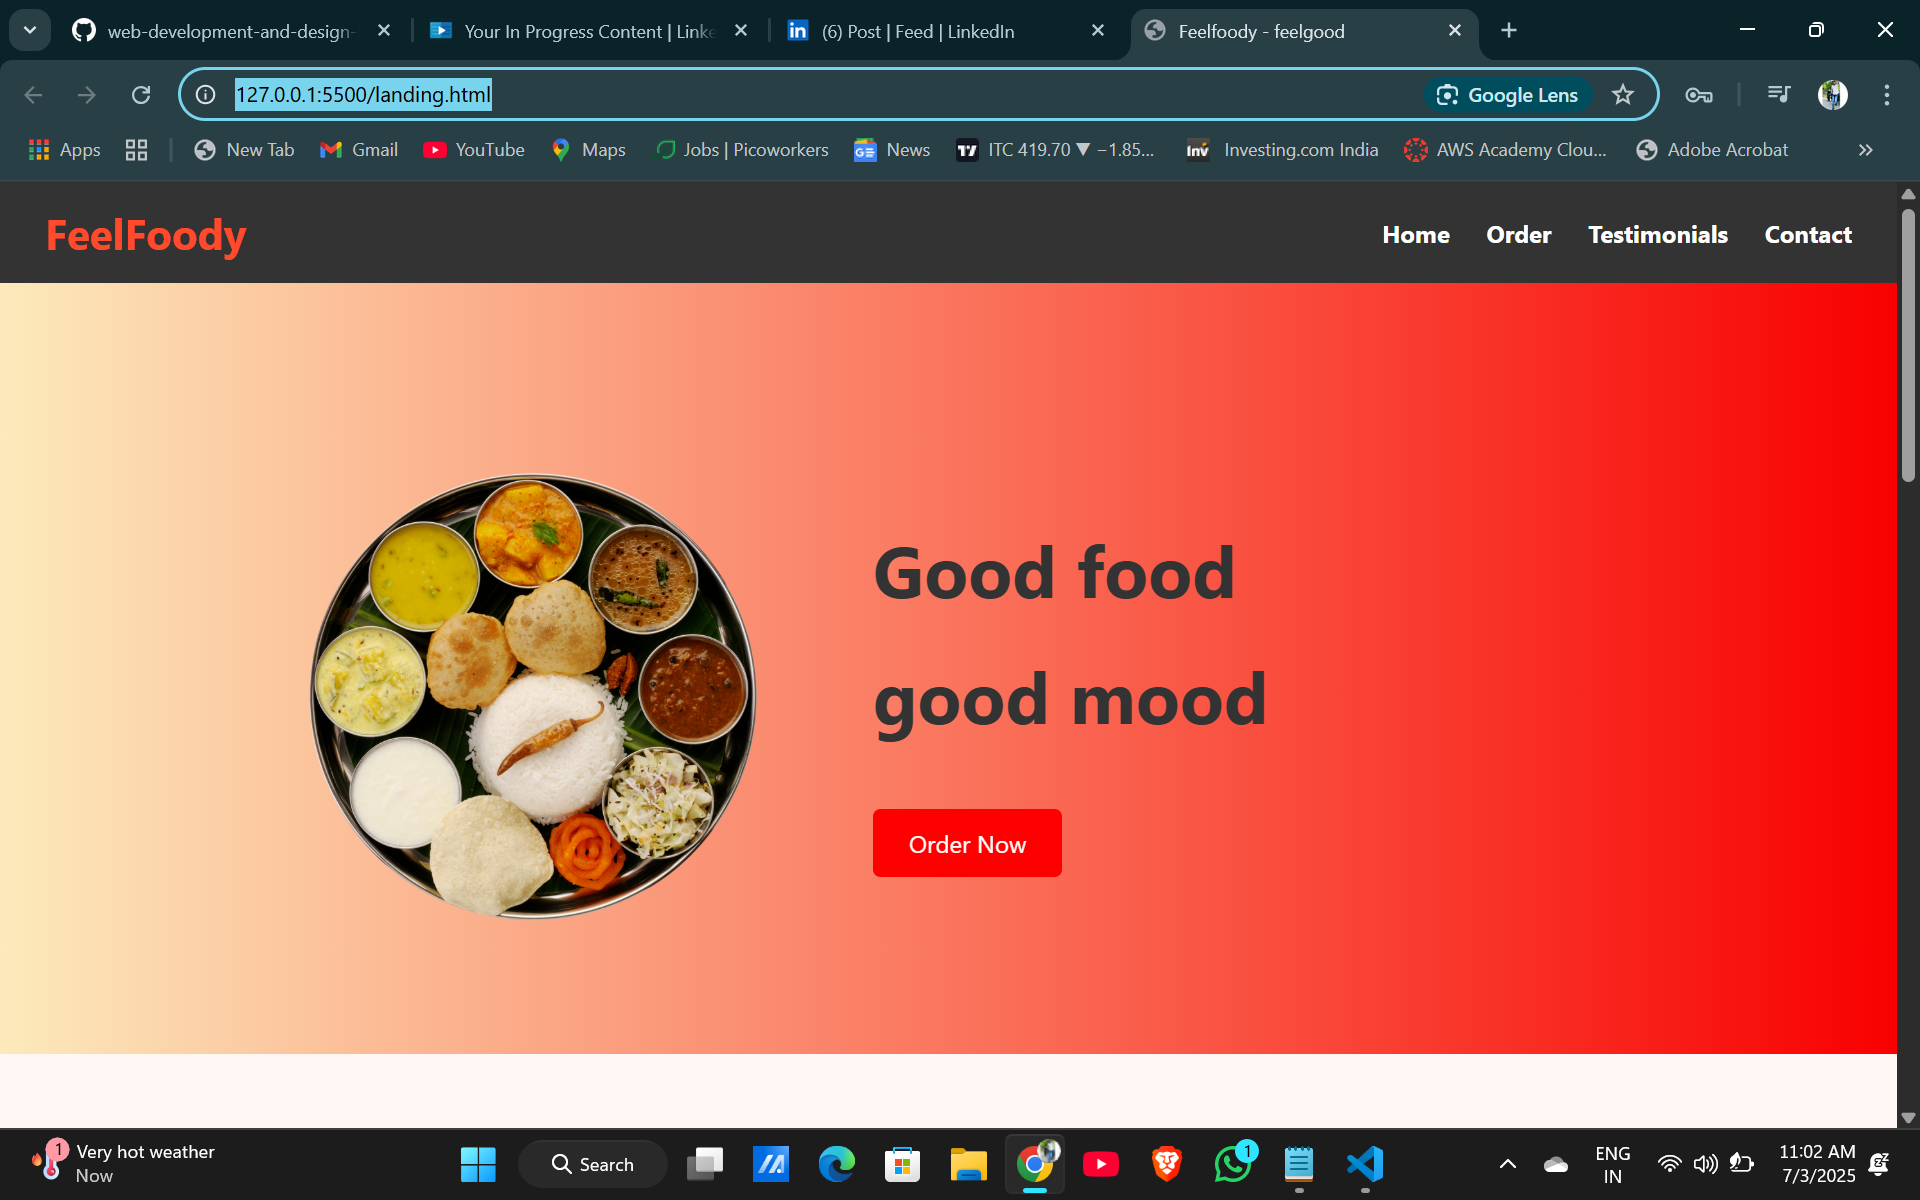 web-development-and-design-
Your In Progress Content | Linke
(6) Post | Feed | LinkedIn
Feelfoody - feelgood
127.0.0.1:5500/landing.html
Google Lens
Apps
New Tab
Gmail
YouTube
Maps
Jobs | Picoworkers
News
ITC 419.70 ▼ −1.85...
Investing.com India
AWS Academy Clou...
Adobe Acrobat
FeelFoody
Home
Order
Testimonials
Contact
Good food
good mood
Order Now
1
Very hot weather
Now
Search
1
ENG
IN
11:02 AM
7/3/2025